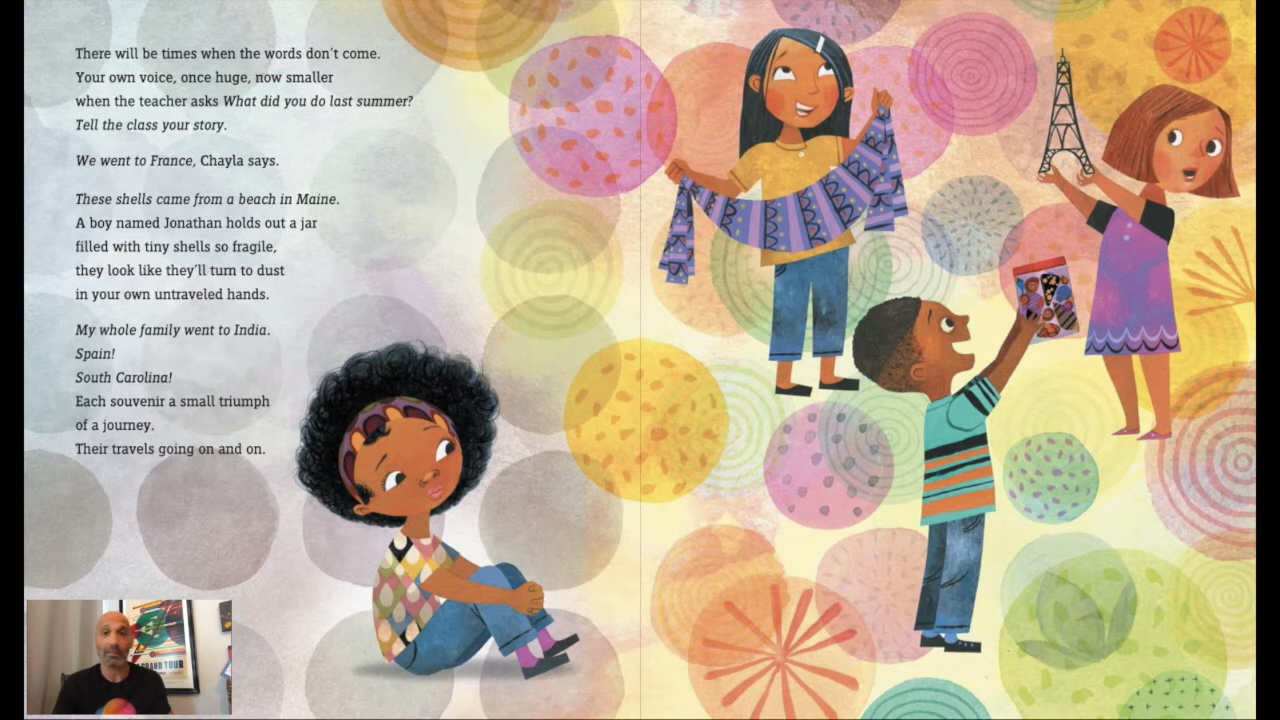 There will be times when the words don't come.
Your own voice, once huge, now smaller
when the teacher asks What did you do last summer?
Tell the class your story.
We went to France, Chayla says.
These shells came from a beach in Maine.
A boy named Jonathan holds out a jar
filled with tiny shells so fragile,
they look like they'll turn to dust
in your own untraveled hands.
My whole family went to India.
Spain!
South Carolina!
Each souvenir a small triumph
of a journey.
Their travels going on and on.
GRAND TOUR